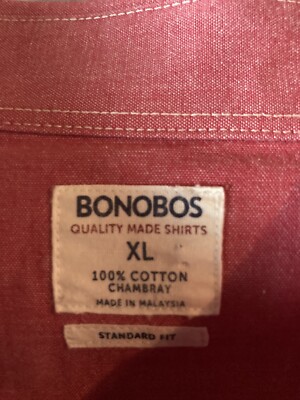 BONOBOS
QUALITY MADE SHIRTS
XL
100% COTTON
CHAMBRAY
MADE IN MALAYSIA
STANDARD FIT